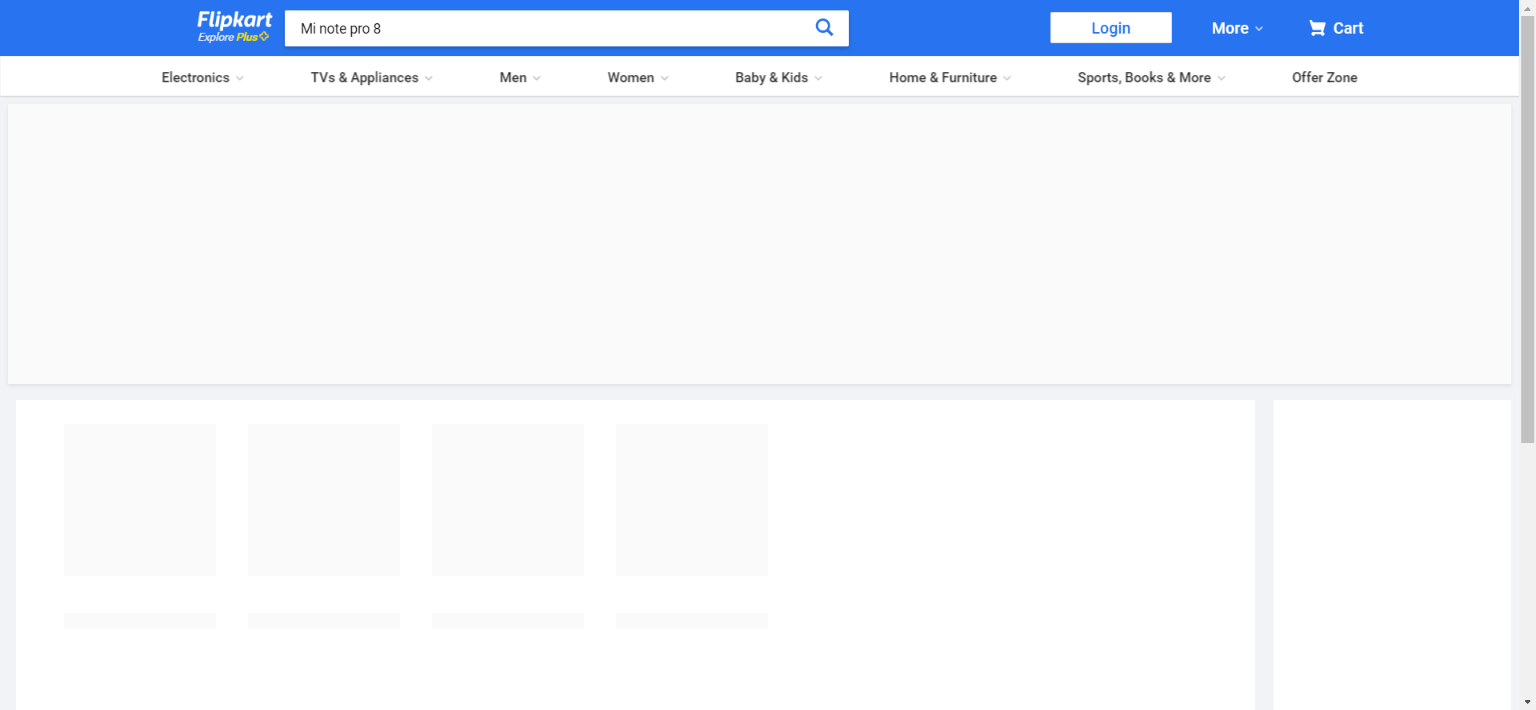 Flipkart
Explore Plus
Mi note pro 8
Login
More
Cart
Electronics
TVs & Appliances
Men
Women
Baby & Kids
Home & Furniture
Sports, Books & More
Offer Zone